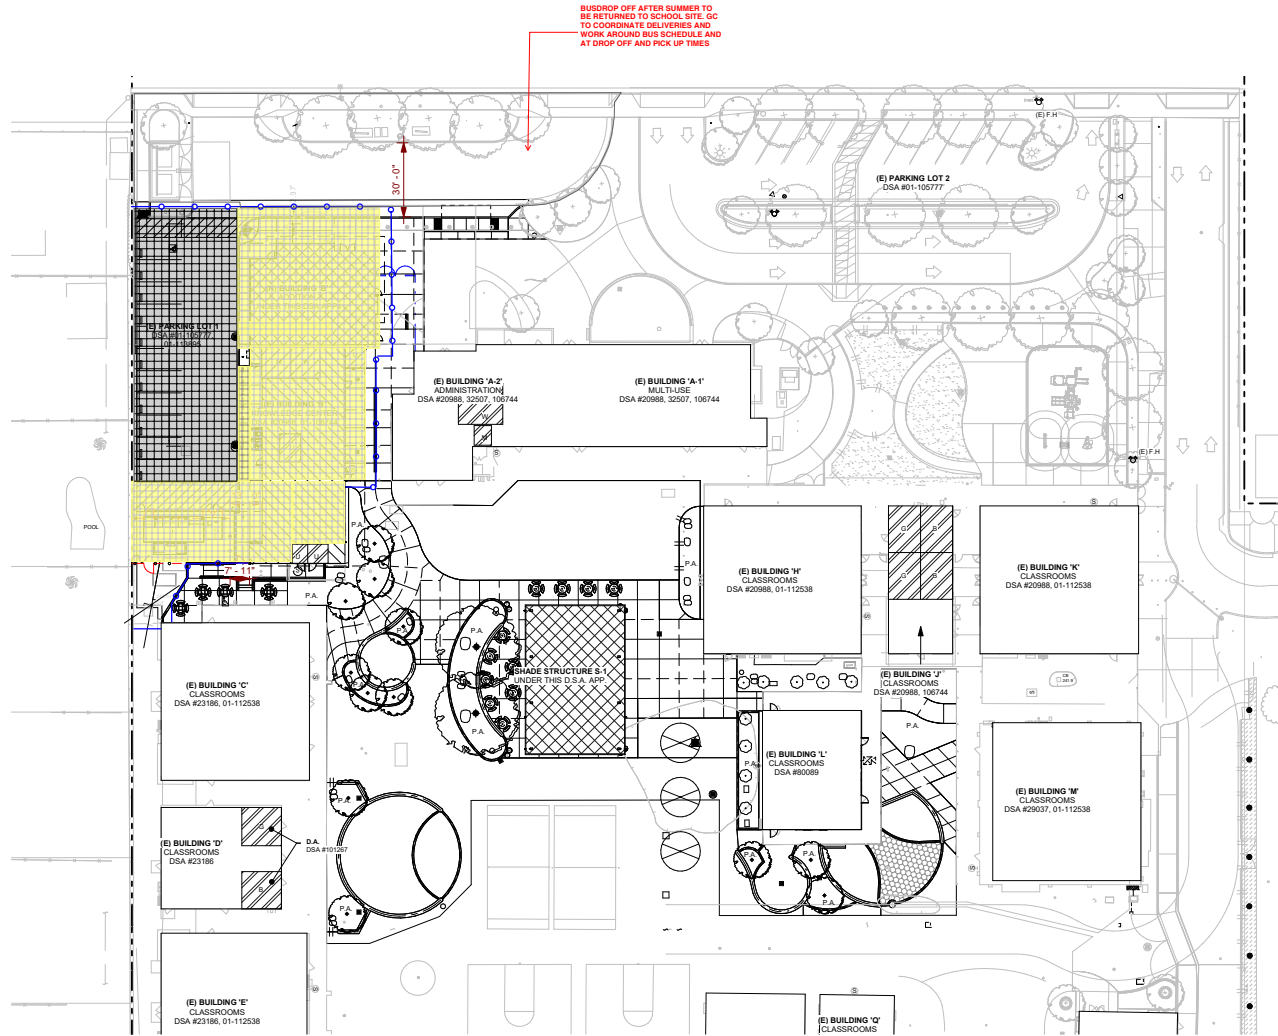 BUSDROP OFF AFTER SUMMER TO
BE RETURNED TO SCHOOL SITE. GC
TO COORDINATE DELIVERIES AND
WORK AROUND BUS SCHEDULE AND
AT DROP OFF AND PICK UP TIMES
(E) F.H
30' - 0"
(E) PARKING LOT 2
DSA #01-105777
(E) PARKING LOT 1
DSA #01-105777
(E) BUILDING 'A-2'
ADMINISTRATION
DSA #20988, 32507, 106744
W
M
(E) BUILDING 'A-1'
MULTI-USE
DSA #20988, 32507, 106744
(E) F.H
POOL
P.A.
U
U
7' - 11"
P.A.
P.A.
(E) BUILDING 'H'
CLASSROOMS
DSA #20988, 01-112538
G
B
G
B
(E) BUILDING 'K'
CLASSROOMS
DSA #20988, 01-112538
P.A.
P.A.
P.A.
P.A.
SHADE STRUCTURE S-1
UNDER THIS D.S.A. APP.
(E) BUILDING 'J'
CLASSROOMS
DSA #20988, 106744
(E) BUILDING 'C'
CLASSROOMS
DSA #23186, 01-112538
P.A.
P.A.
(E) BUILDING 'L'
CLASSROOMS
DSA #80089
(E) BUILDING 'M'
CLASSROOMS
DSA #29037, 01-112538
P.A.
(E) BUILDING 'D'
CLASSROOMS
DSA #23186
G
B
D.A.
DSA #101267
P.A.
P.A.
P.A.
P.A.
(E) BUILDING 'E'
CLASSROOMS
DSA #23186, 01-112538
(E) BUILDING 'Q'
CLASSROOMS